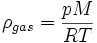 ρ_gas = pM / RT